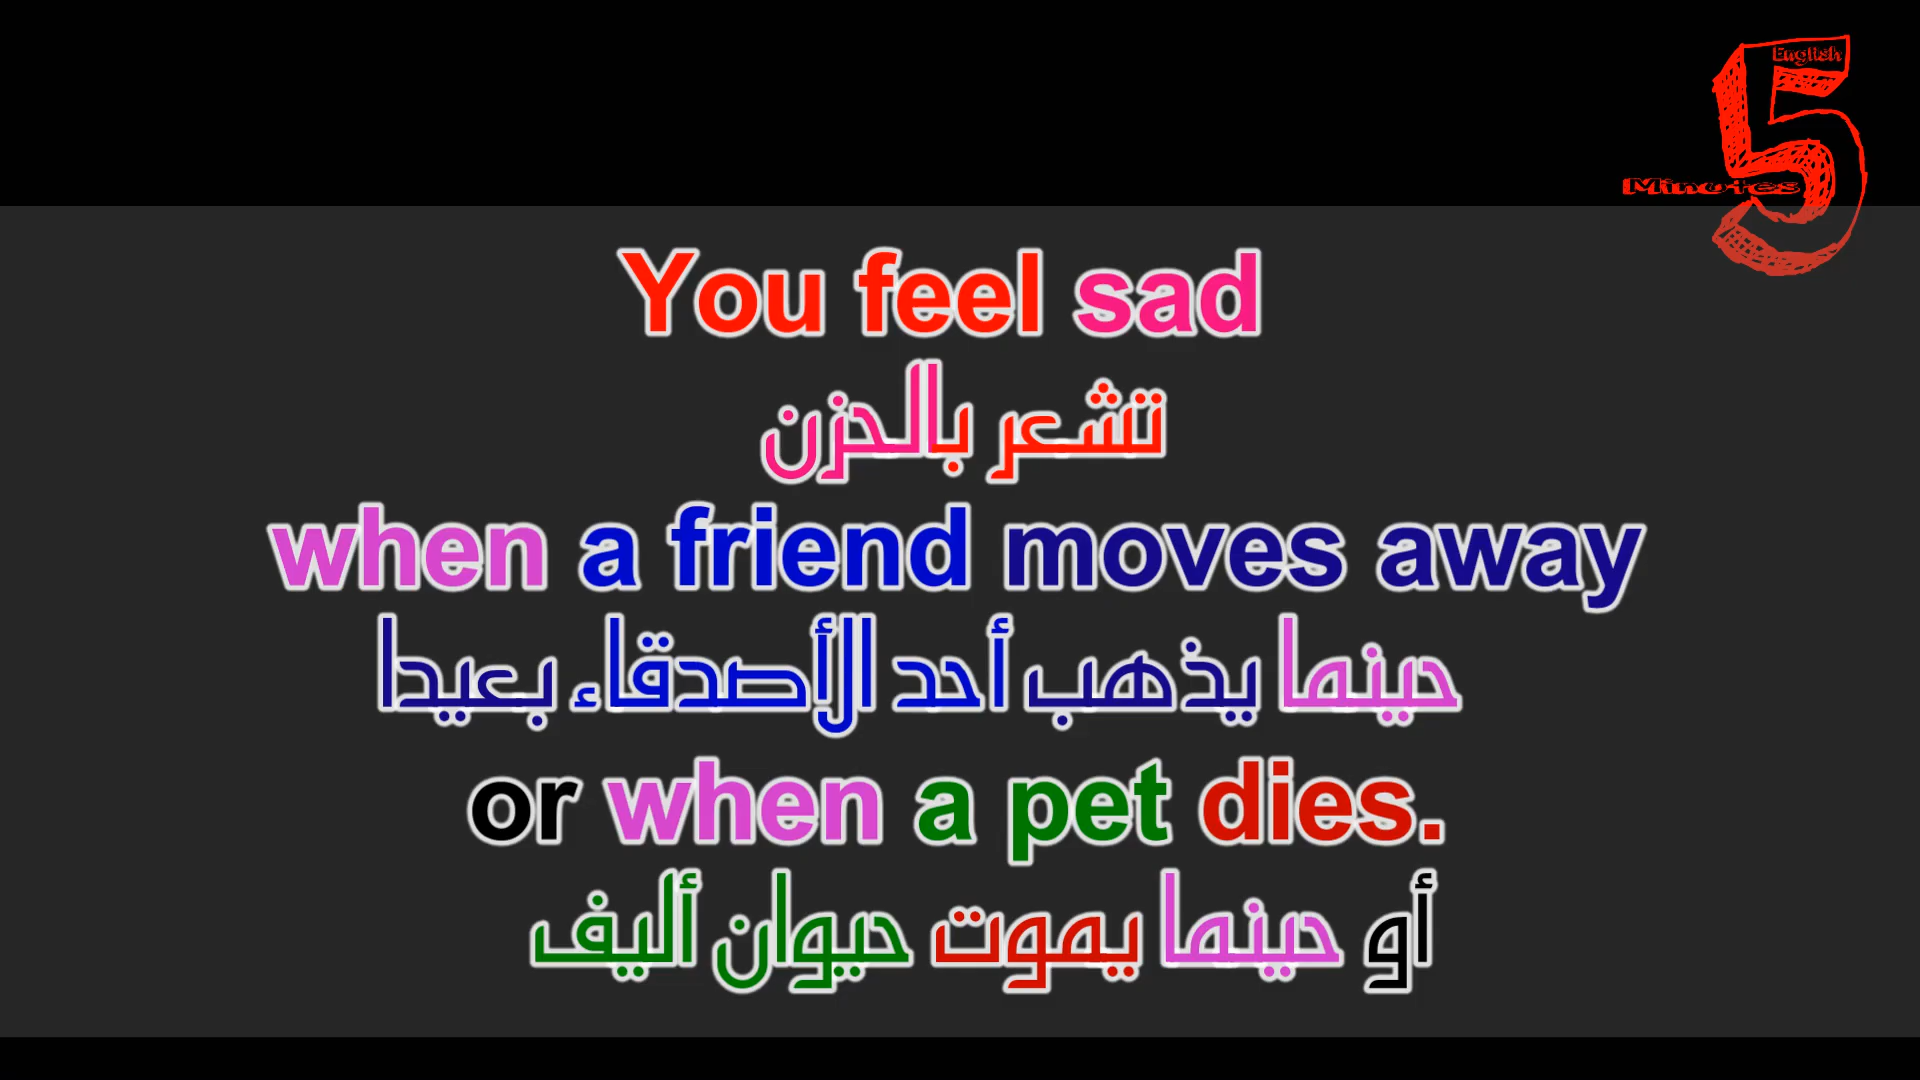 English
5
Minutes
You feel sad
تشعر بالحزن
when a friend moves away
حينما يذهب أحد الأصدقاء بعيدا
or when a pet dies.
أو حينما يموت حيوان أليف